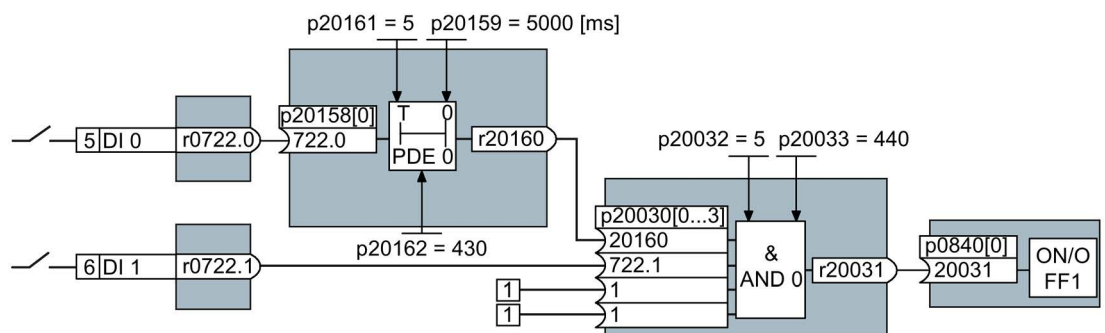 p20161 = 5 p20159 = 5000 [ms]
p20158[0]
T 0
5 DI 0 r0722.0 722.0 r20160
PDE 0
p20032 = 5 p20033 = 440
p20030[0...3]
p20162 = 430 20160
6 DI 1 r0722.1 722.1
&
AND 0
r20031
p0840[0]
20031
ON/O
FF1
1 1
1 1